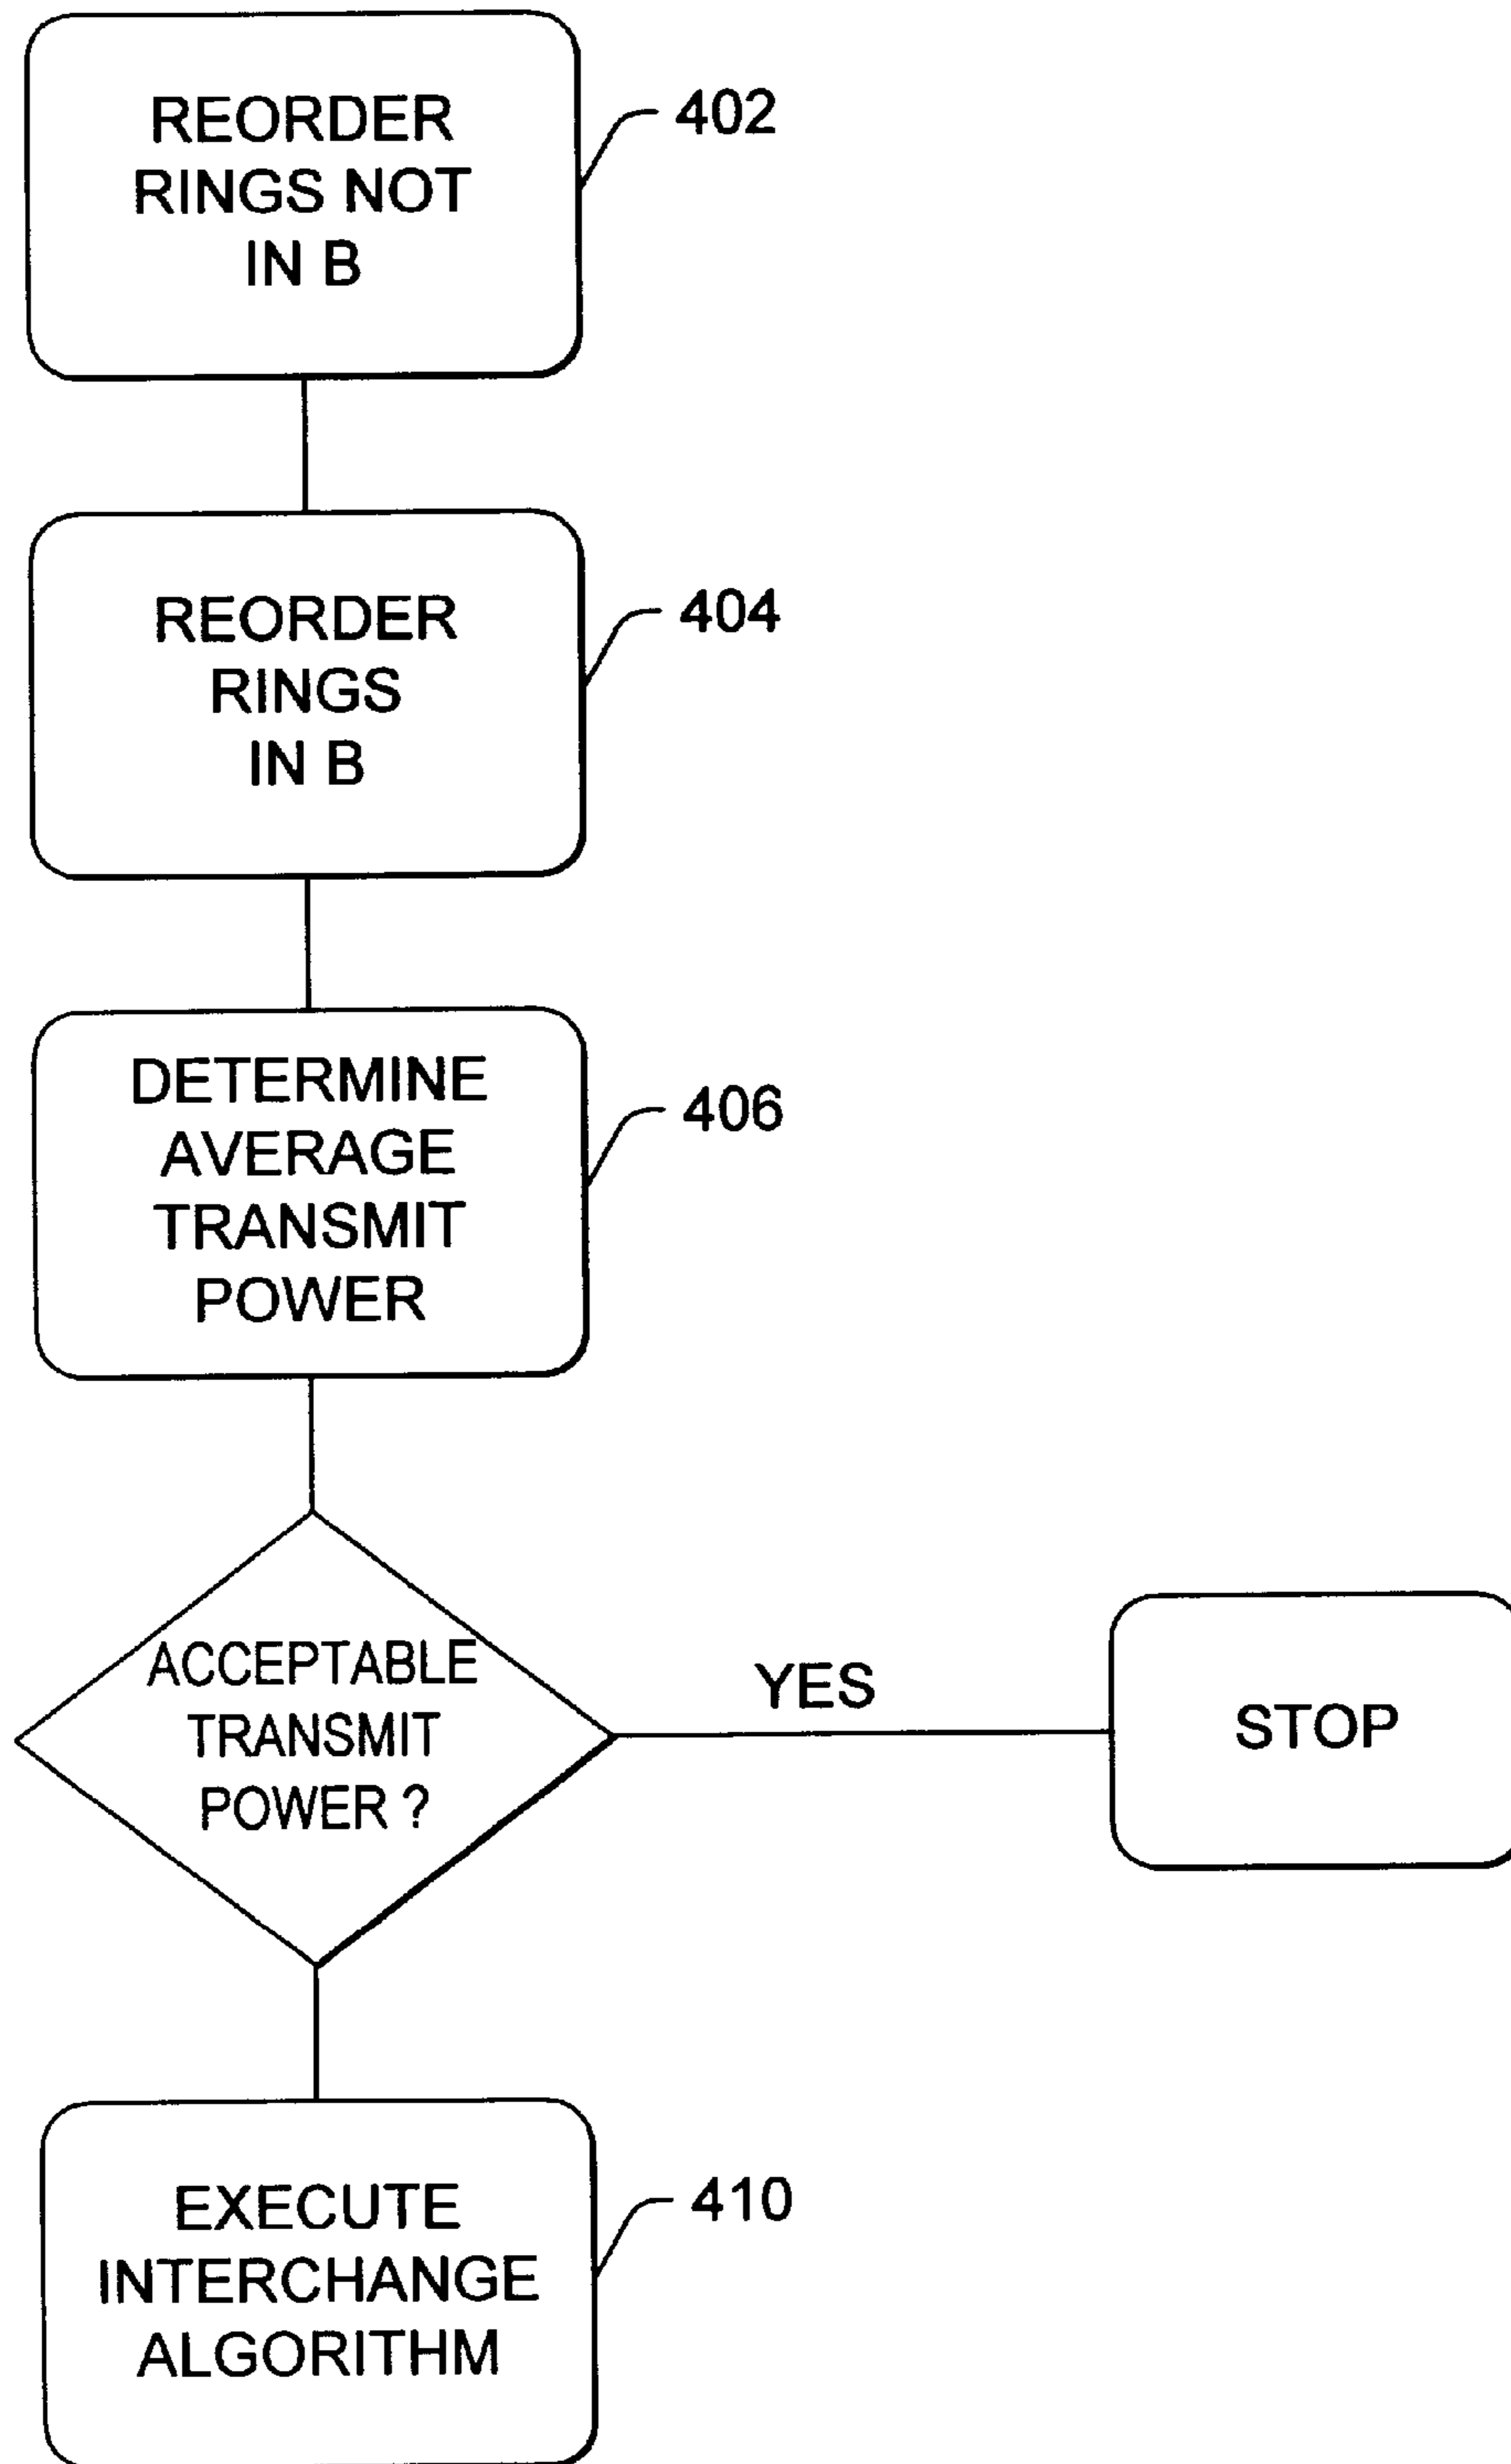 REORDER
RINGS NOT
IN B
402
REORDER
RINGS
IN B
404
DETERMINE
AVERAGE
TRANSMIT
POWER
406
ACCEPTABLE
TRANSMIT
POWER ?
YES
STOP
EXECUTE
INTERCHANGE
ALGORITHM
410